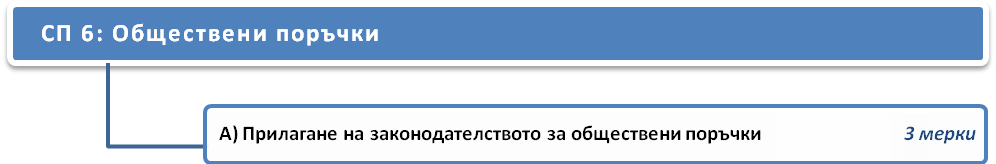 СП 6: Обществени поръчки
А) Прилагане на законодателството за обществени поръчки 3 мерки